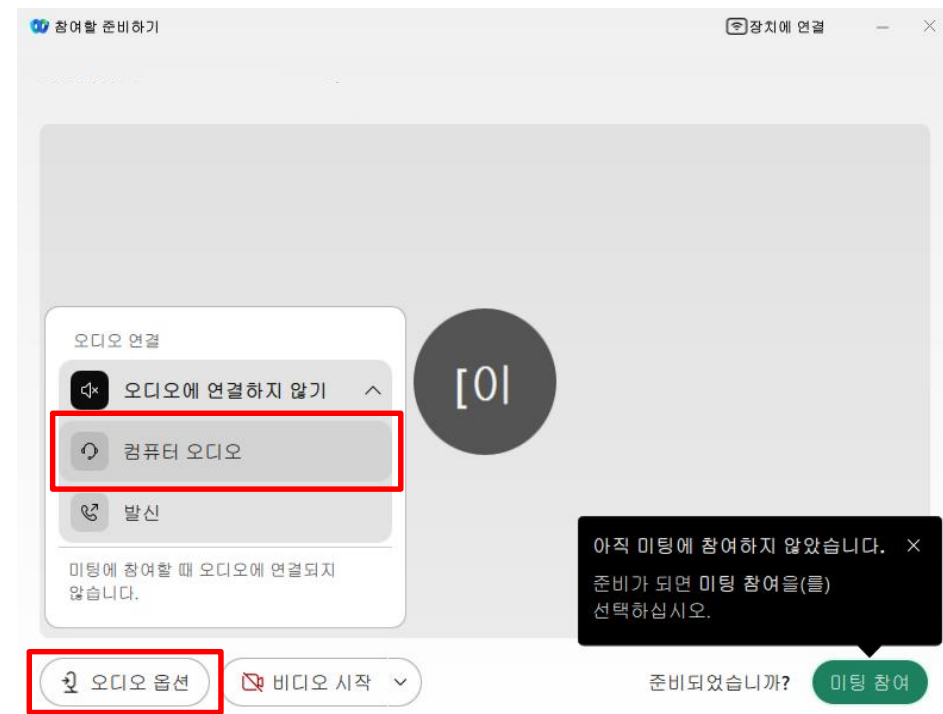 참여할 준비하기
장치에 연결
오디오 연결
오디오에 연결하지 않기
컴퓨터 오디오
발신
미팅에 참여할 때 오디오에 연결되지
않습니다.
[이
아직 미팅에 참여하지 않았습니다.
준비가 되면 미팅 참여을(를)
선택하십시오.
오디오 옵션
비디오 시작
준비되었습니까?
미팅 참여